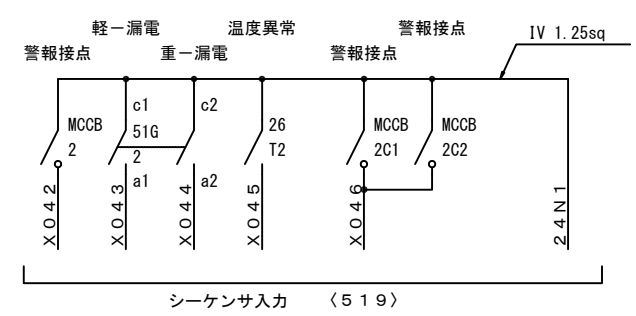 軽－漏電 温度異常 警報接点
警報接点 重－漏電 警報接点
IV 1.25sq
c1 c2
MCCB 51G 26 MCCB MCCB
2 2 T2 2C1 2C2
a1 a2
X042 X043 X044 X045 X046 24N1
シーケンサ入力 〈519〉